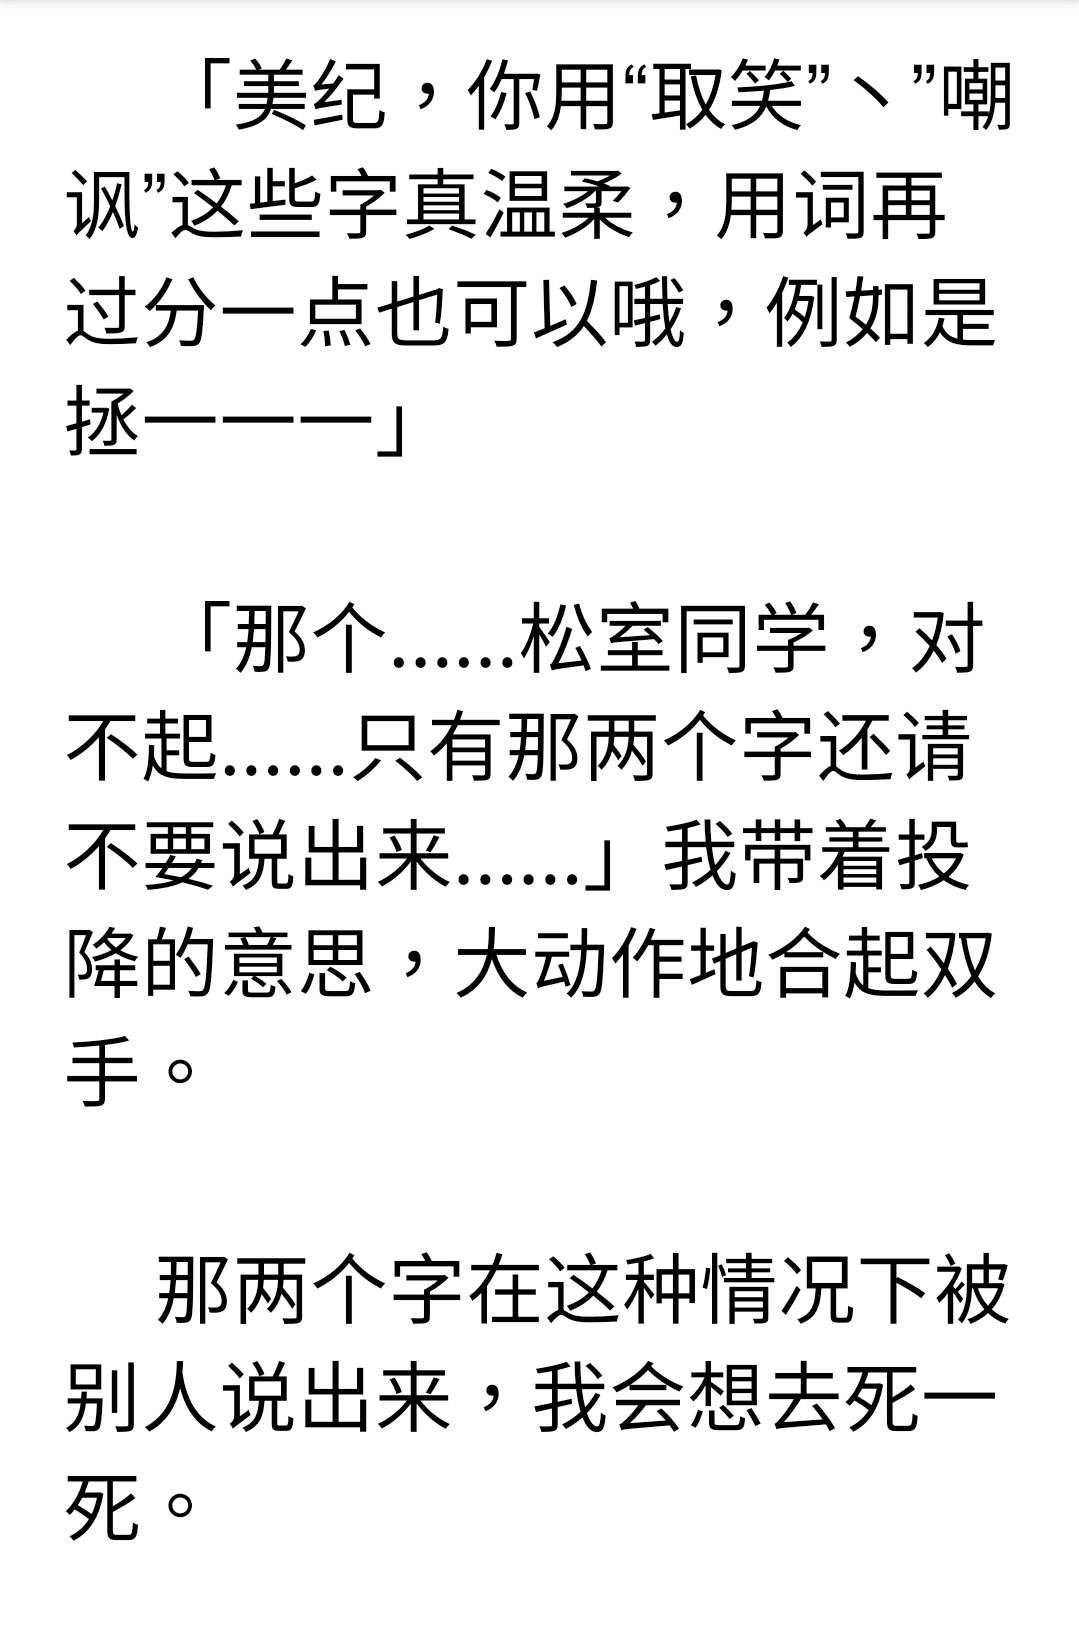 「美纪，你用“取笑”丶”嘲
讽”这些字真温柔，用词再
过分一点也可以哦，例如是
拯一一一」
「那个……松室同学，对
不起……只有那两个字还请
不要说出来……」我带着投
降的意思，大动作地合起双
手。
那两个字在这种情况下被
别人说出来，我会想去死一
死。